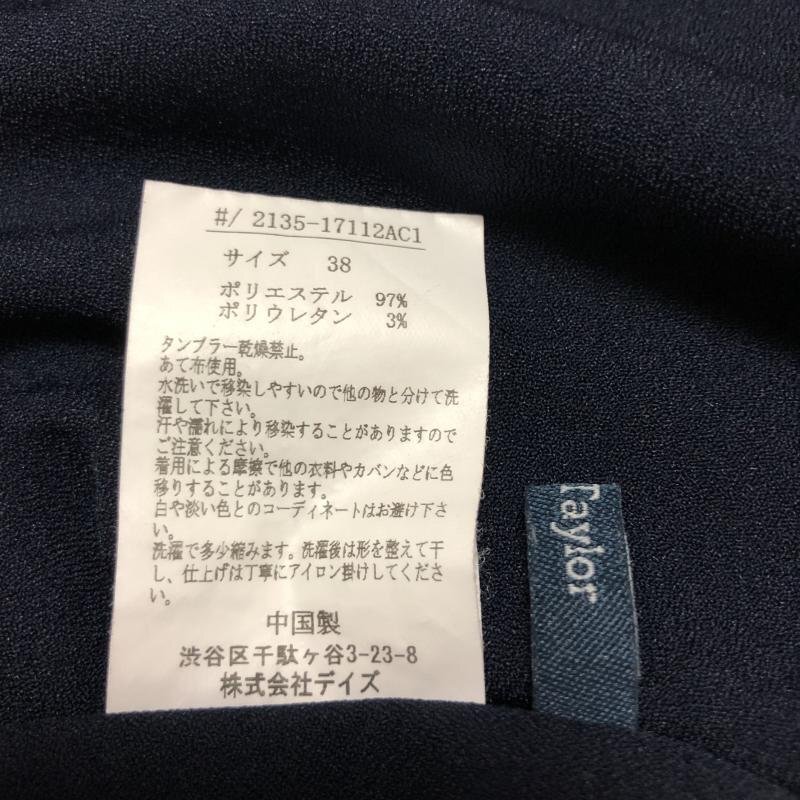 #/ 2135-17112AC1
サイズ 38
ポリエステル 97%
ポリウレタン 3%
タンブラー乾燥禁止。
あて布使用。
水洗いで移染しやすいので他の物と分けて洗
濯して下さい。
汗や濡れにより移染することがありますので
ご注意ください。
着用による摩擦で他の衣料やカバンなどに色
移りすることがあります。
白や淡い色とのコーディネートはお避け下さ
い。
洗濯で多少縮みます。洗濯後は形を整えて干
し、仕上げは丁寧にアイロン掛けしてくださ
い。
中国製
渋谷区千駄ヶ谷3-23-8
株式会社デイズ
Taylor